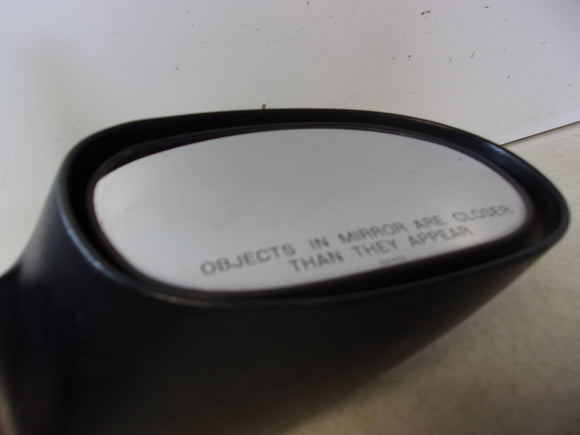 OBJECTS IN MIRROR ARE CLOSER
THAN THEY APPEAR